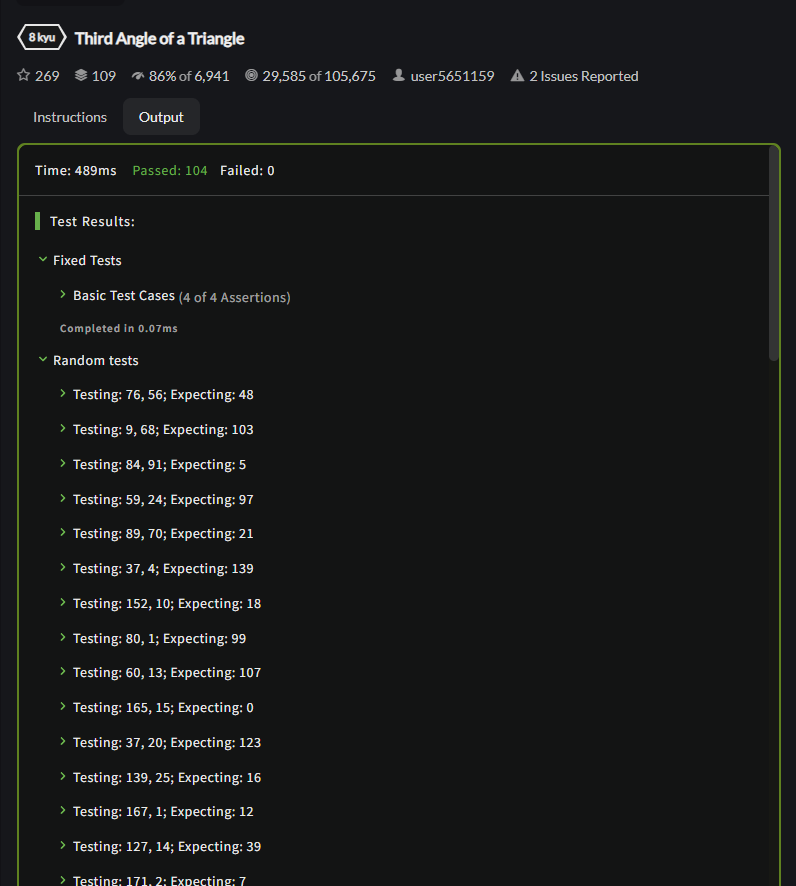 8 kyu Third Angle of a Triangle
269 109 86% of 6,941 29,585 of 105,675 user5651159 2 Issues Reported
Instructions Output
Time: 489ms Passed: 104 Failed: 0
Test Results:
Fixed Tests
Basic Test Cases (4 of 4 Assertions)
Completed in 0.07ms
Random tests
Testing: 76, 56; Expecting: 48
Testing: 9, 68; Expecting: 103
Testing: 84, 91; Expecting: 5
Testing: 59, 24; Expecting: 97
Testing: 89, 70; Expecting: 21
Testing: 37, 4; Expecting: 139
Testing: 152, 10; Expecting: 18
Testing: 80, 1; Expecting: 99
Testing: 60, 13; Expecting: 107
Testing: 165, 15; Expecting: 0
Testing: 37, 20; Expecting: 123
Testing: 139, 25; Expecting: 16
Testing: 167, 1; Expecting: 12
Testing: 127, 14; Expecting: 39
Testing: 171, 2; Expecting: 7